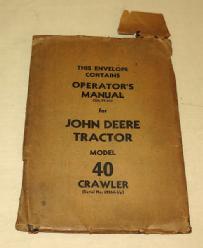 THIS ENVELOPE
CONTAINS
OPERATOR'S
MANUAL
for
JOHN DEERE
TRACTOR
MODEL
40
CRAWLER